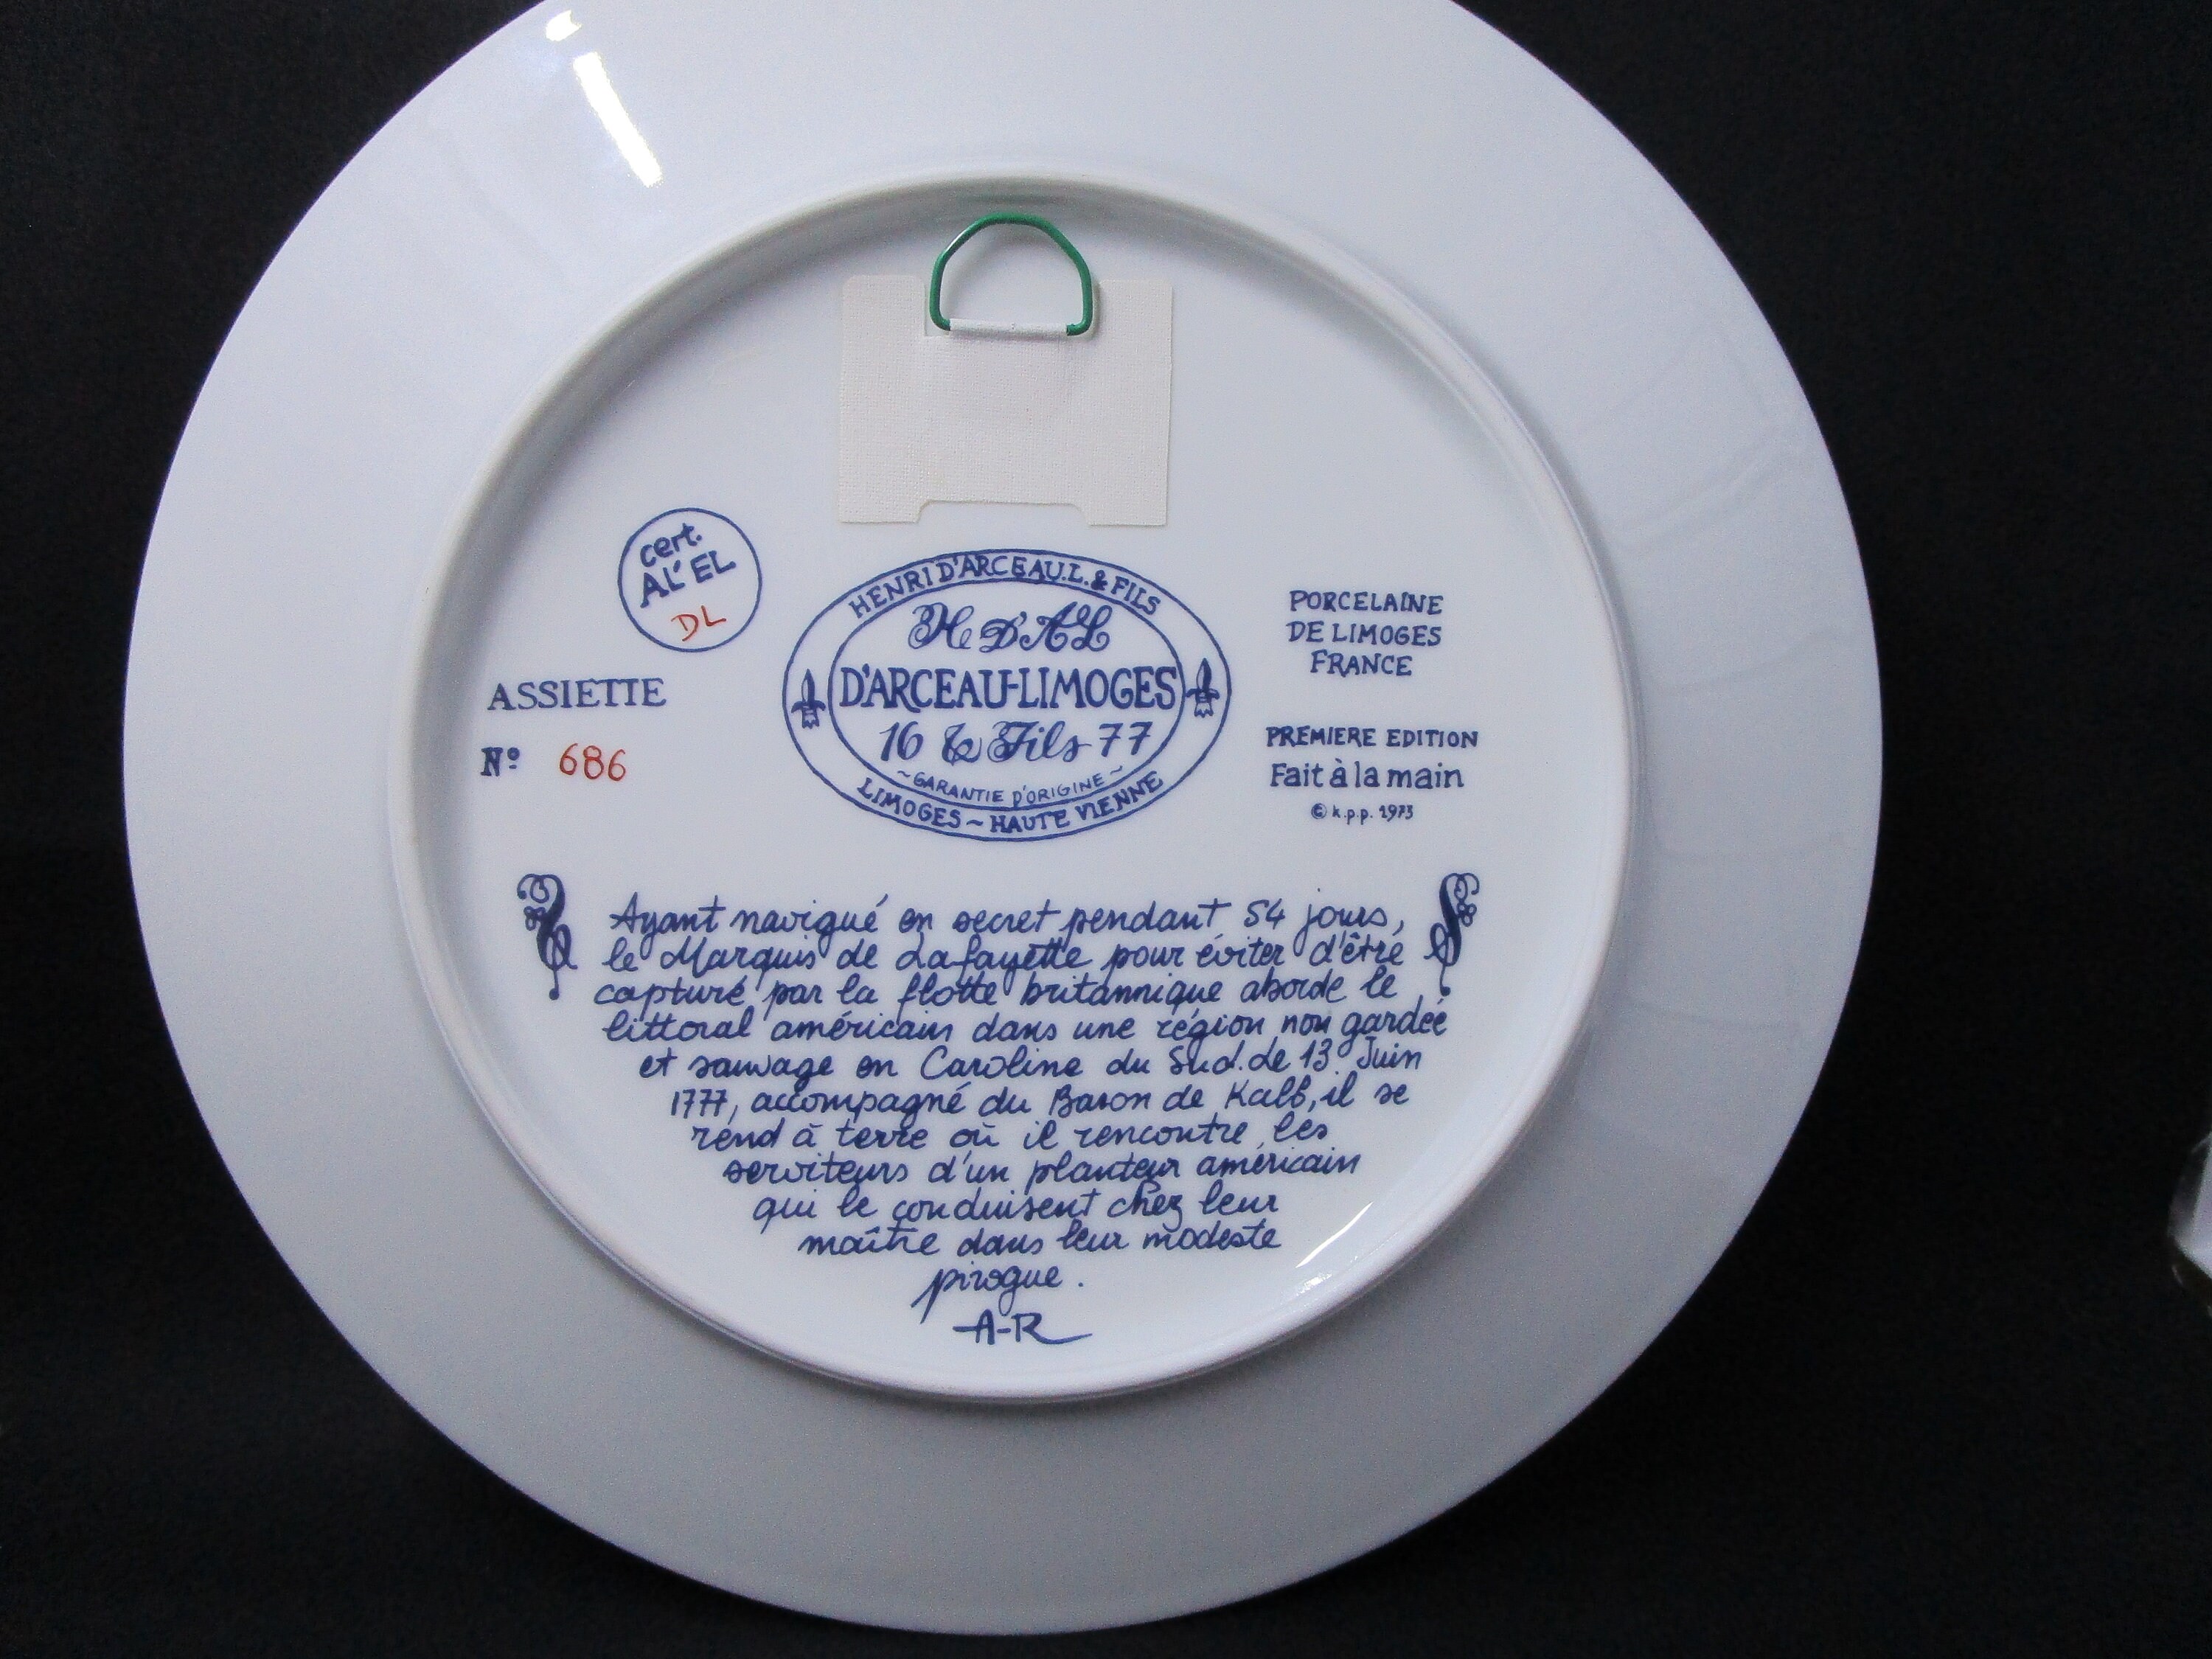 cert.
AL'EL
DL
ASSIETTE
Nº 686
HENRI D'ARCEAU.L. & FILS
H D'AL
D'ARCEAU-LIMOGES
16 & Fils 77
~GARANTIE D'ORIGINE~
LIMOGES ~ HAUTE VIENNE
PORCELAINE
DE LIMOGES
FRANCE
PREMIERE EDITION
Fait à la main
© k.p.p. 1973
Ayant navigué en secret pendant 54 jours,
le Marquis de Lafayette pour éviter d'être
capturé par la flotte britannique aborde le
littoral américain dans une région non gardée
et sauvage en Caroline du Sud. Le 13 Juin
1777, accompagné du Baron de Kalb, il se
rend à terre où il rencontre les
serviteurs d'un planteur américain
qui le conduisent chez leur
maître dans leur modeste
pirogue.
A-R